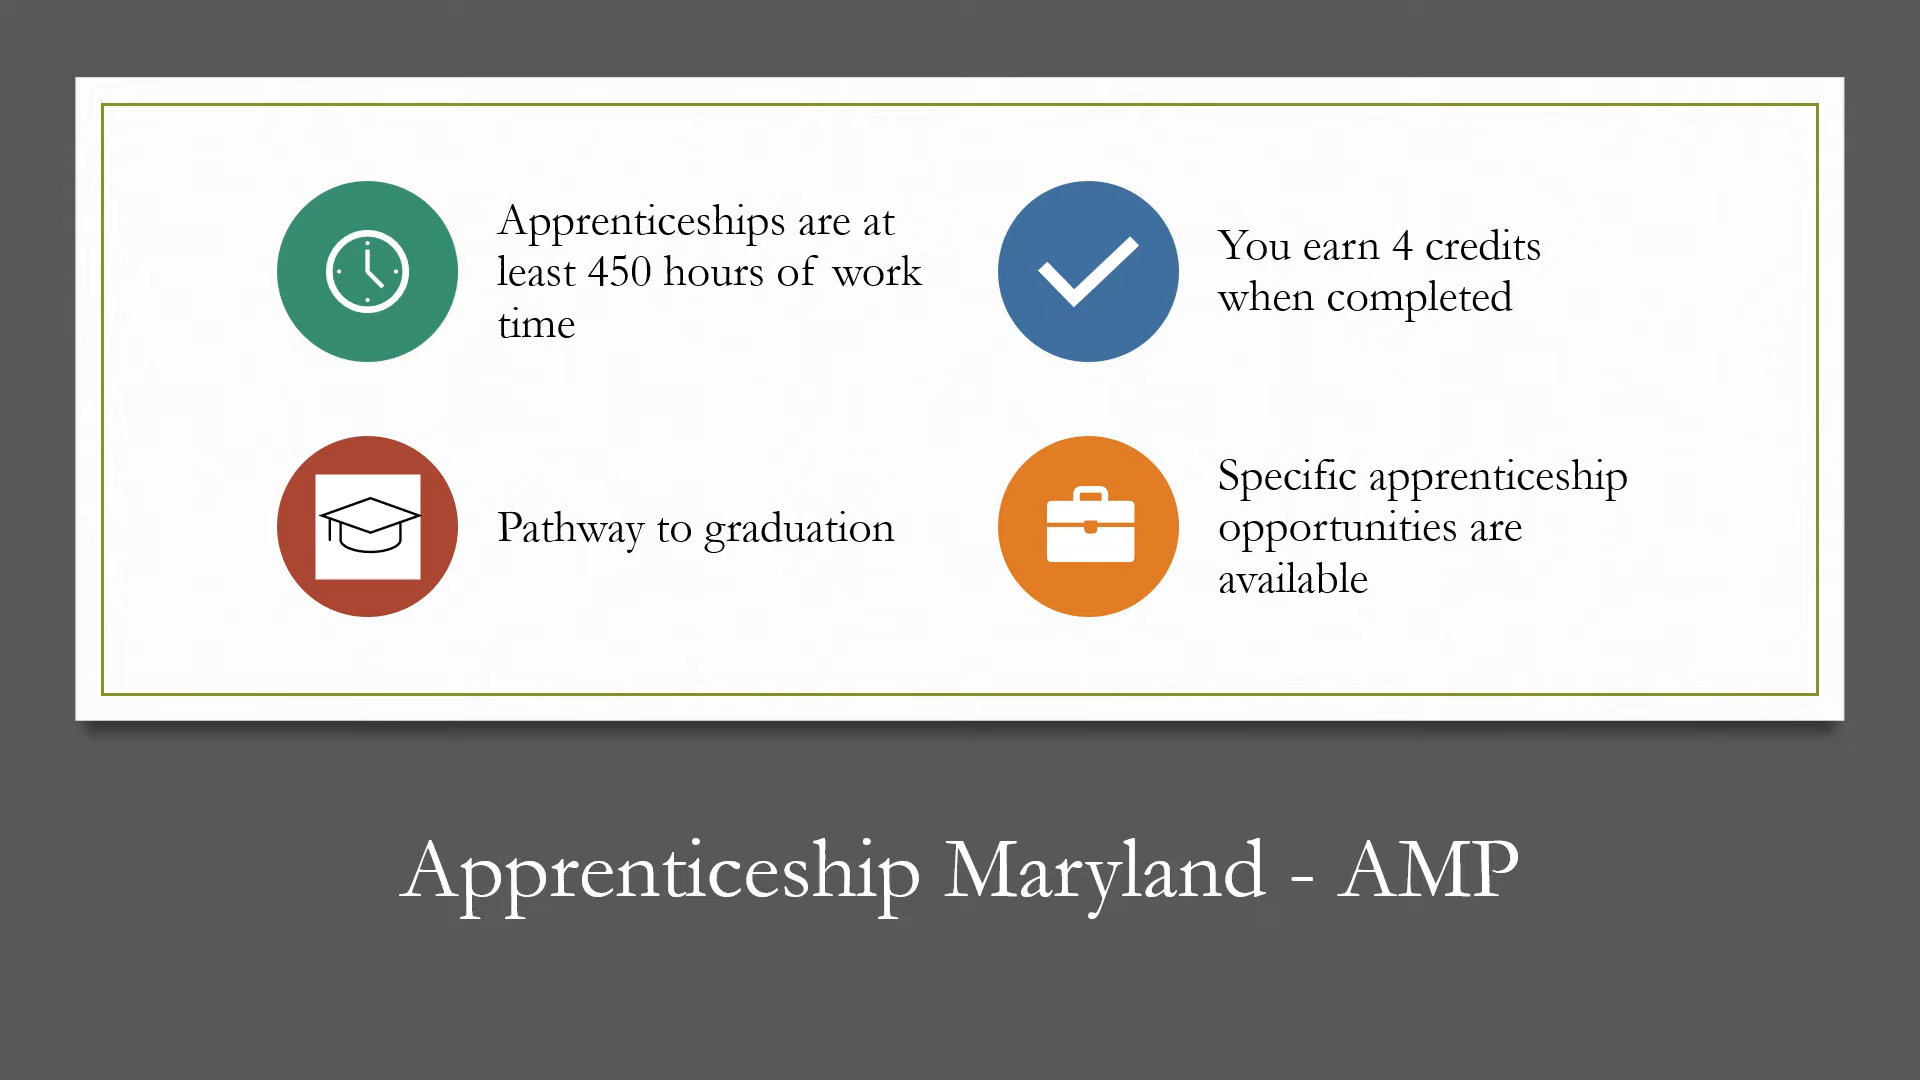 Apprenticeships are at
least 450 hours of work
time
You earn 4 credits
when completed
Pathway to graduation
Specific apprenticeship
opportunities are
available
Apprenticeship Maryland - AMP